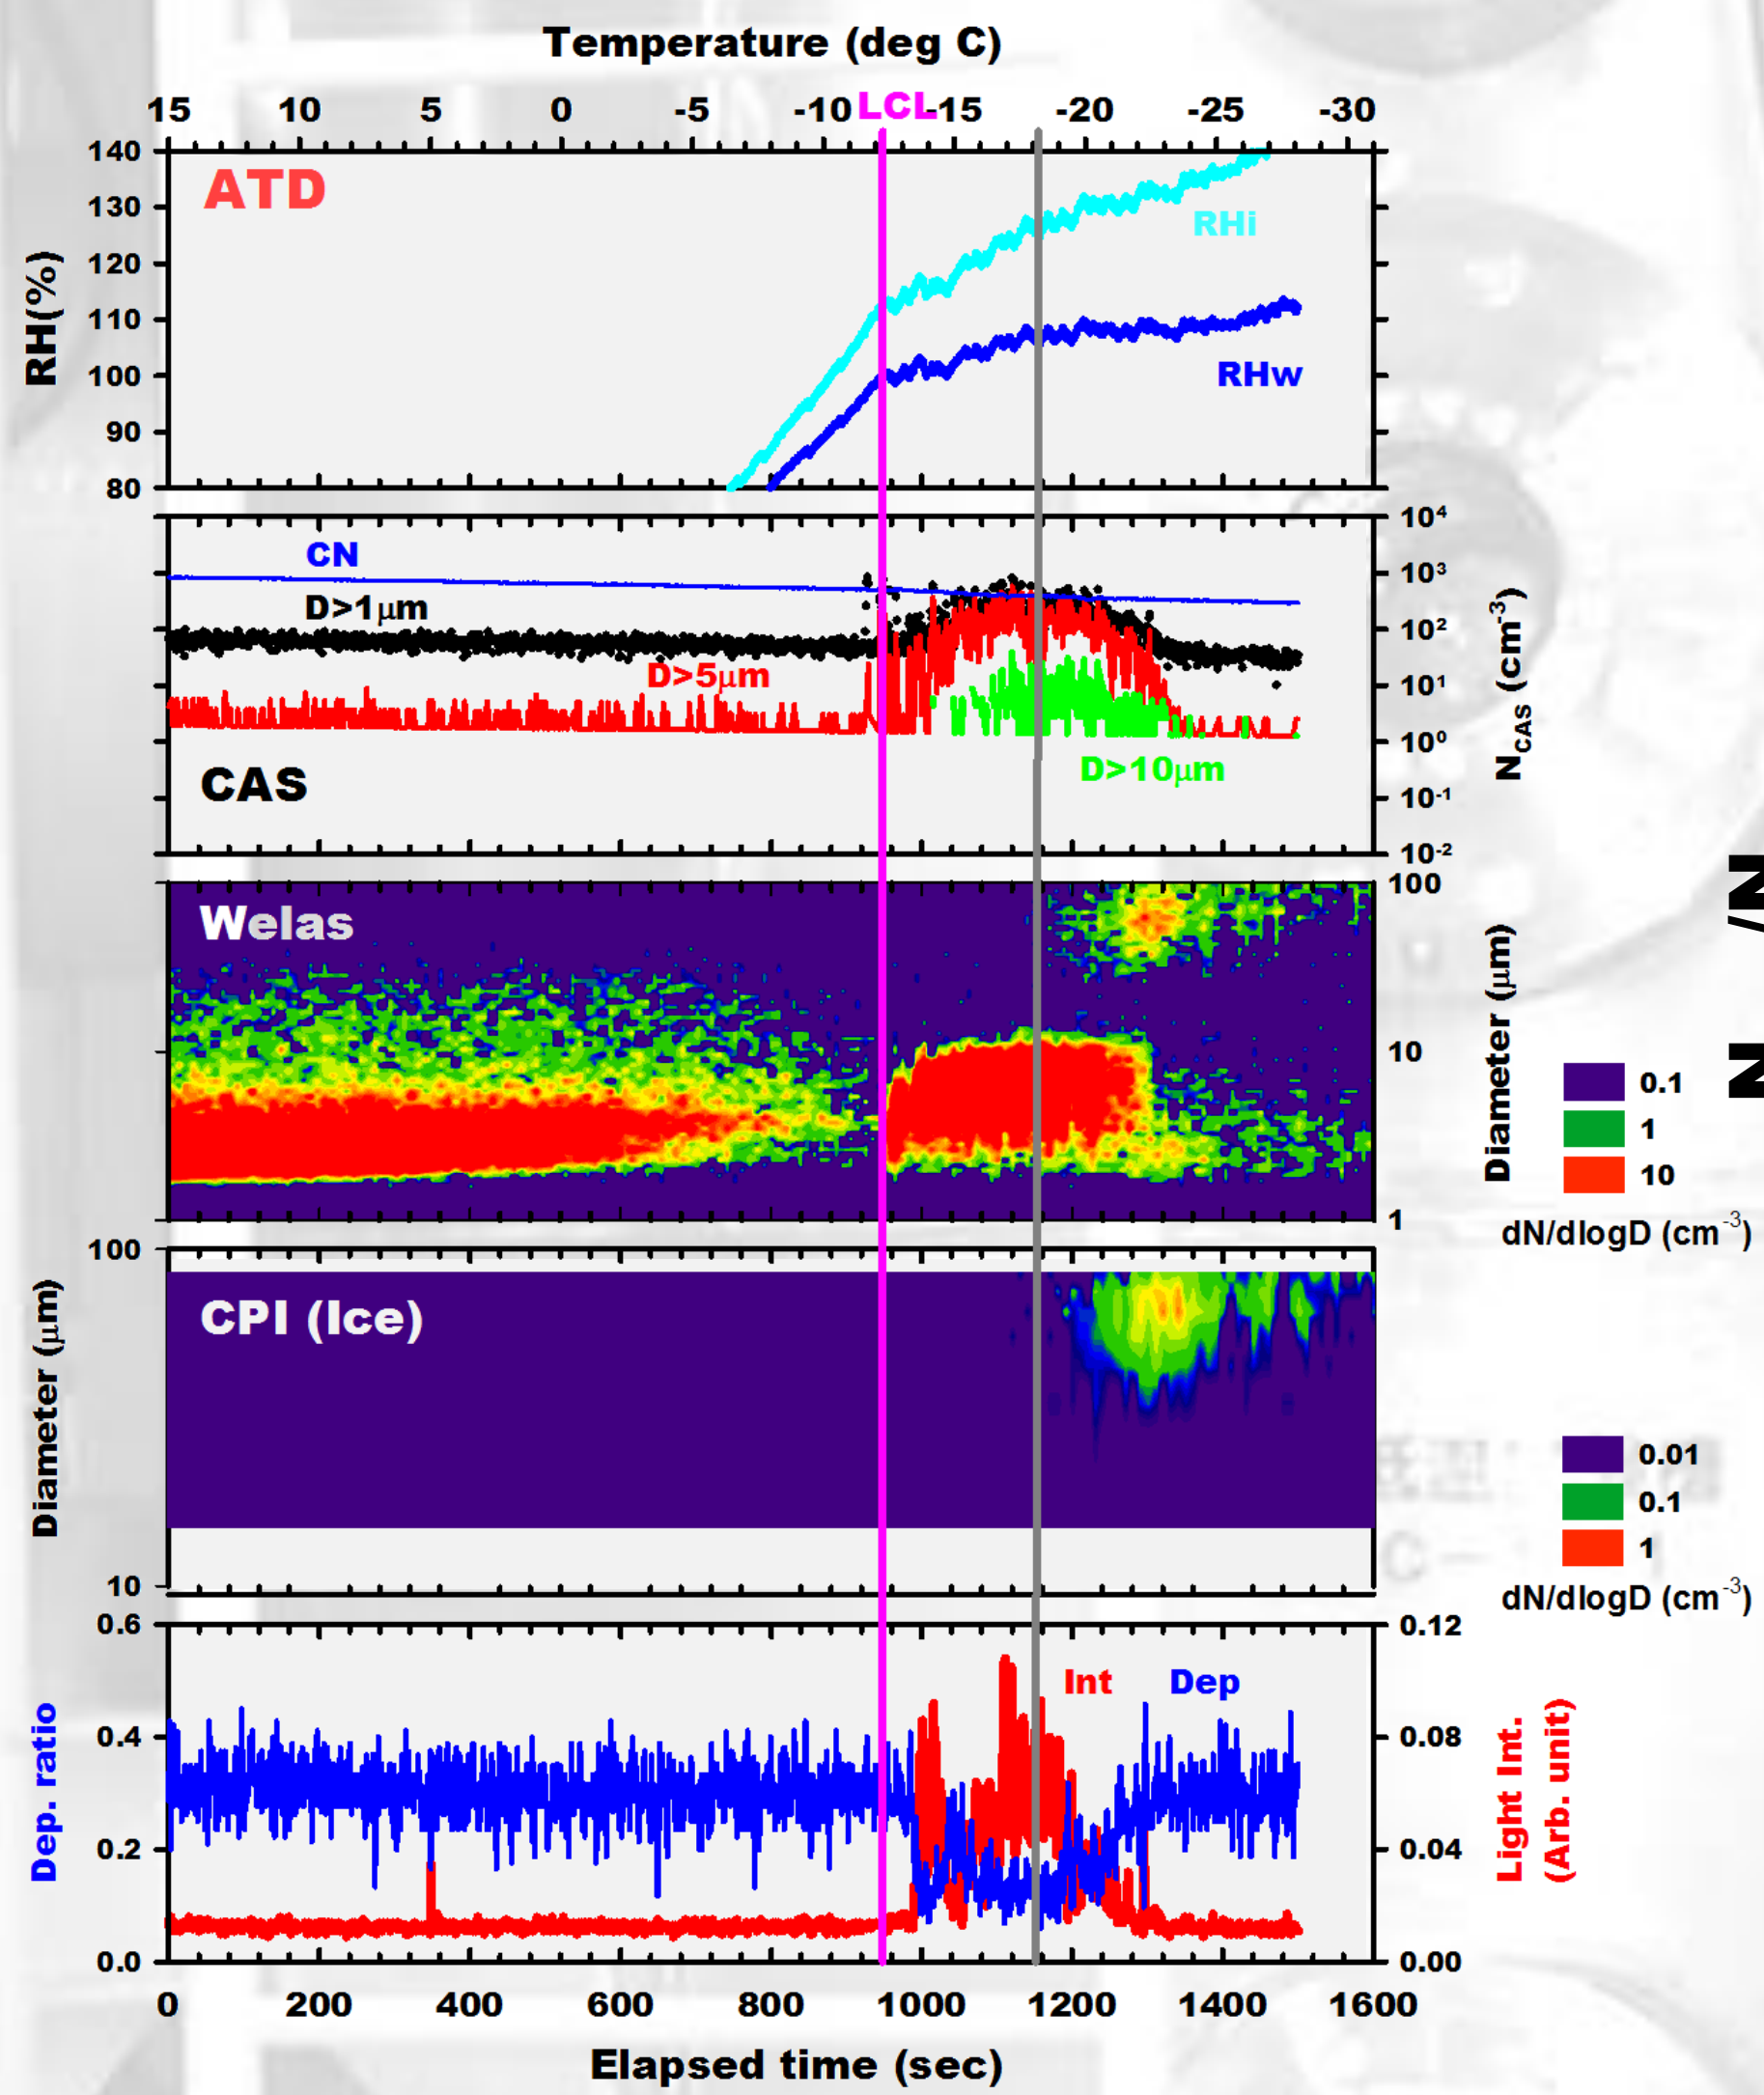 Temperature (deg C)
15 10 5 0 -5 -10 LCL -15 -20 -25 -30
140
130
120
110
100
90
80
RH(%)
ATD
RHi
RHw
CN
D>1μm
D>5μm
D>10μm
CAS
10⁴
10³
10²
10¹
10⁰
10⁻¹
10⁻²
N_CAS (cm⁻³)
Welas
100
10
1
Diameter (μm)
0.1
1
10
dN/dlogD (cm⁻³)
N /N
100
10
Diameter (μm)
CPI (Ice)
0.01
0.1
1
dN/dlogD (cm⁻³)
0.6
0.4
0.2
0.0
Dep. ratio
Int Dep
0.12
0.08
0.04
0.00
Light Int.
(Arb. unit)
0 200 400 600 800 1000 1200 1400 1600
Elapsed time (sec)